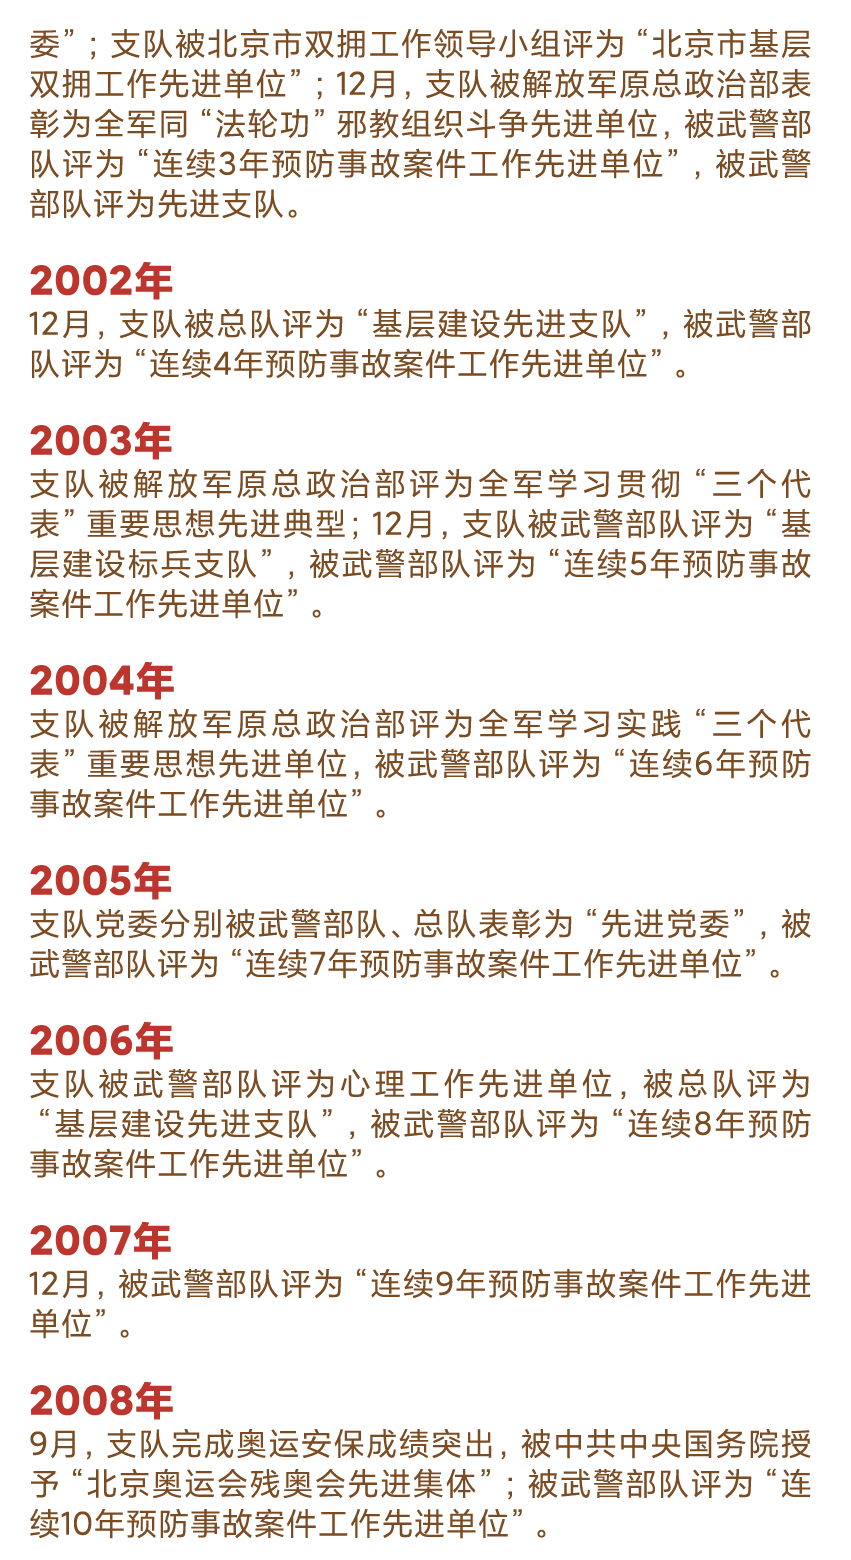 委”；支队被北京市双拥工作领导小组评为“北京市基层
双拥工作先进单位”；12月，支队被解放军原总政治部表
彰为全军同“法轮功”邪教组织斗争先进单位，被武警部
队评为“连续3年预防事故案件工作先进单位”，被武警
部队评为先进支队。
2002年
12月，支队被总队评为“基层建设先进支队”，被武警部
队评为“连续4年预防事故案件工作先进单位”。
2003年
支队被解放军原总政治部评为全军学习贯彻“三个代
表”重要思想先进典型；12月，支队被武警部队评为“基
层建设标兵支队”，被武警部队评为“连续5年预防事故
案件工作先进单位”。
2004年
支队被解放军原总政治部评为全军学习实践“三个代
表”重要思想先进单位，被武警部队评为“连续6年预防
事故案件工作先进单位”。
2005年
支队党委分别被武警部队、总队表彰为“先进党委”，被
武警部队评为“连续7年预防事故案件工作先进单位”。
2006年
支队被武警部队评为心理工作先进单位，被总队评为
“基层建设先进支队”，被武警部队评为“连续8年预防
事故案件工作先进单位”。
2007年
12月，被武警部队评为“连续9年预防事故案件工作先进
单位”。
2008年
9月，支队完成奥运安保成绩突出，被中共中央国务院授
予“北京奥运会残奥会先进集体”；被武警部队评为“连
续10年预防事故案件工作先进单位”。